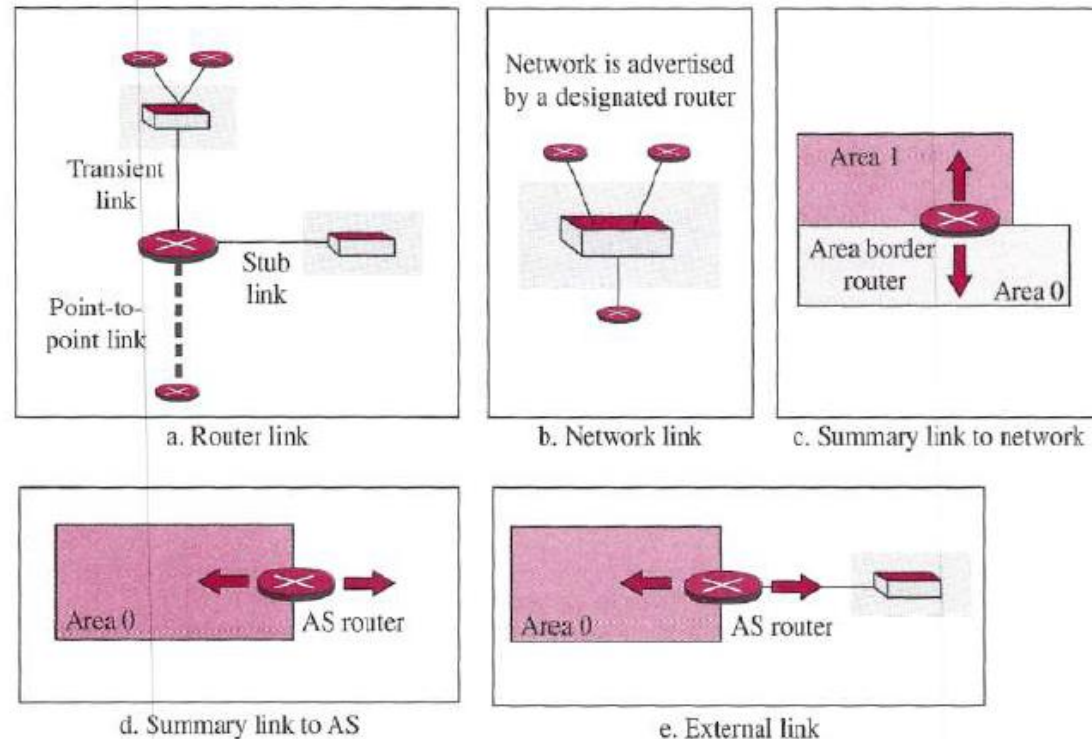 Transient
link
Stub
link
Point-to-
point link
a. Router link
Network is advertised
by a designated router
b. Network link
Area 1
Area border
router
Area 0
c. Summary link to network
Area 0
AS router
d. Summary link to AS
Area 0
AS router
e. External link